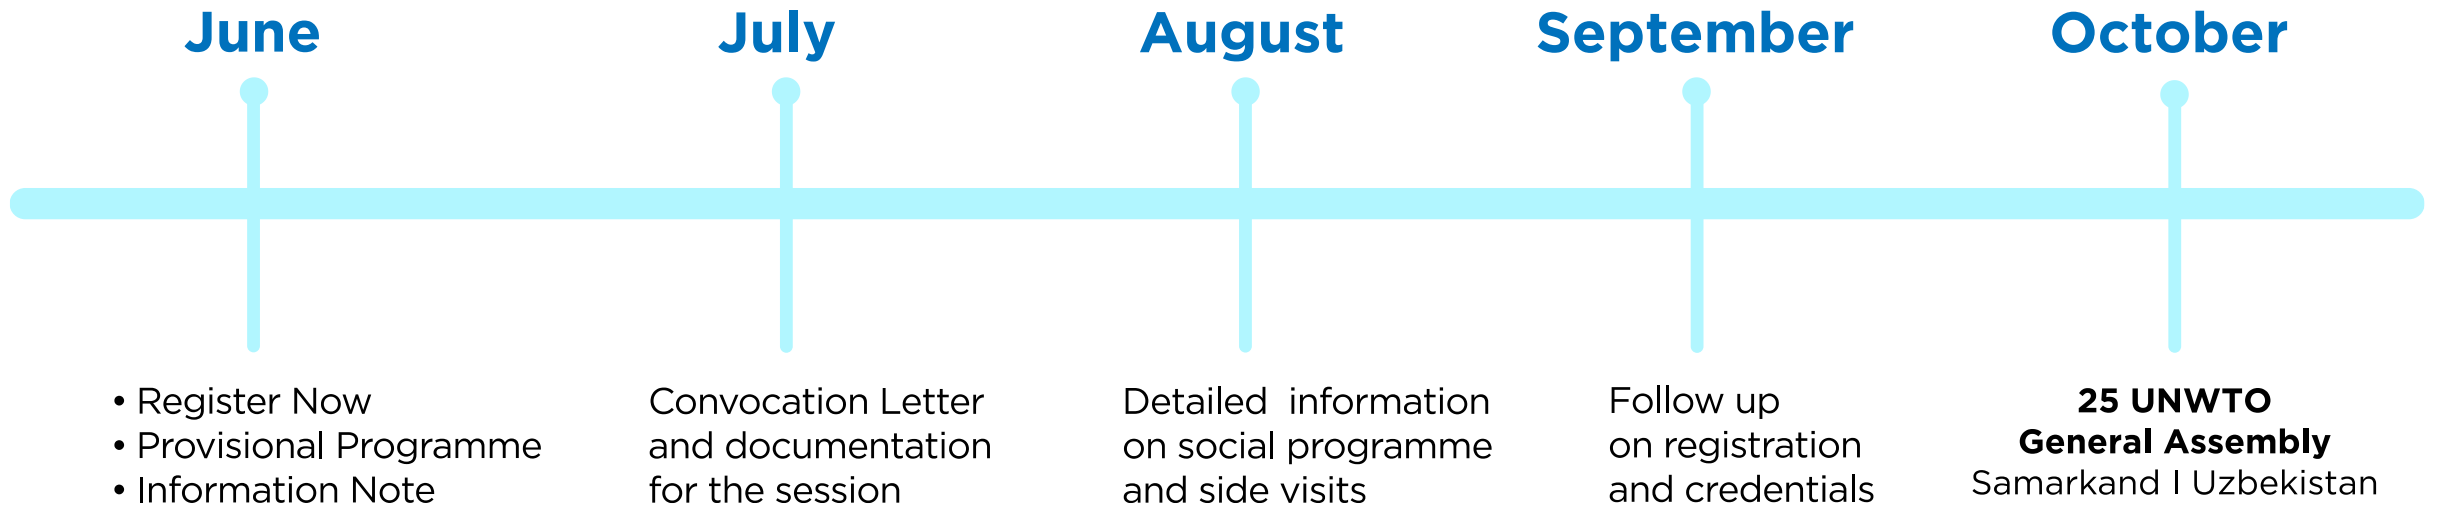 June
July
August
September
October
• Register Now
• Provisional Programme
• Information Note
Convocation Letter
and documentation
for the session
Detailed information
on social programme
and side visits
Follow up
on registration
and credentials
25 UNWTO
General Assembly
Samarkand l Uzbekistan